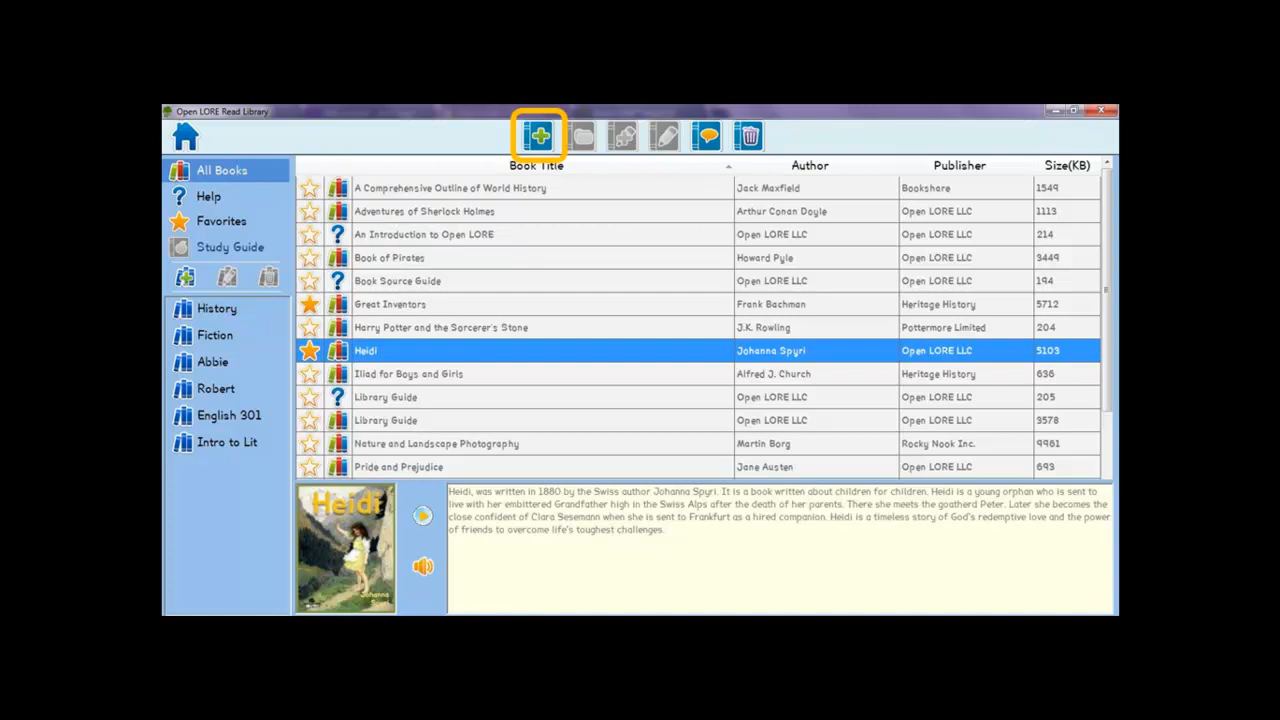 Open LORE Read Library
Book Title Author Publisher Size(KB)
All Books
Help
Favorites
Study Guide
History
Fiction
Abbie
Robert
English 301
Intro to Lit
A Comprehensive Outline of World History Jack Maxfield Bookshare 1549
Adventures of Sherlock Holmes Arthur Conan Doyle Open LORE LLC 1113
An Introduction to Open LORE Open LORE LLC Open LORE LLC 214
Book of Pirates Howard Pyle Open LORE LLC 3449
Book Source Guide Open LORE LLC Open LORE LLC 194
Great Inventors Frank Bachman Heritage History 5712
Harry Potter and the Sorcerer's Stone J.K. Rowling Pottermore Limited 204
Heidi Johanna Spyri Open LORE LLC 5103
Iliad for Boys and Girls Alfred J. Church Heritage History 636
Library Guide Open LORE LLC Open LORE LLC 205
Library Guide Open LORE LLC Open LORE LLC 3578
Nature and Landscape Photography Martin Borg Rocky Nook Inc. 9961
Pride and Prejudice Jane Austen Open LORE LLC 693
Heidi
Johanna
Heidi, was written in 1880 by the Swiss author Johanna Spyri. It is a book written about children for children. Heidi is a young orphan who is sent to
live with her embittered Grandfather high in the Swiss Alps after the death of her parents. There she meets the goatherd Peter. Later she becomes the
close confident of Clara Sesemann when she is sent to Frankfurt as a hired companion. Heidi is a timeless story of God's redemptive love and the power
of friends to overcome life's toughest challenges.